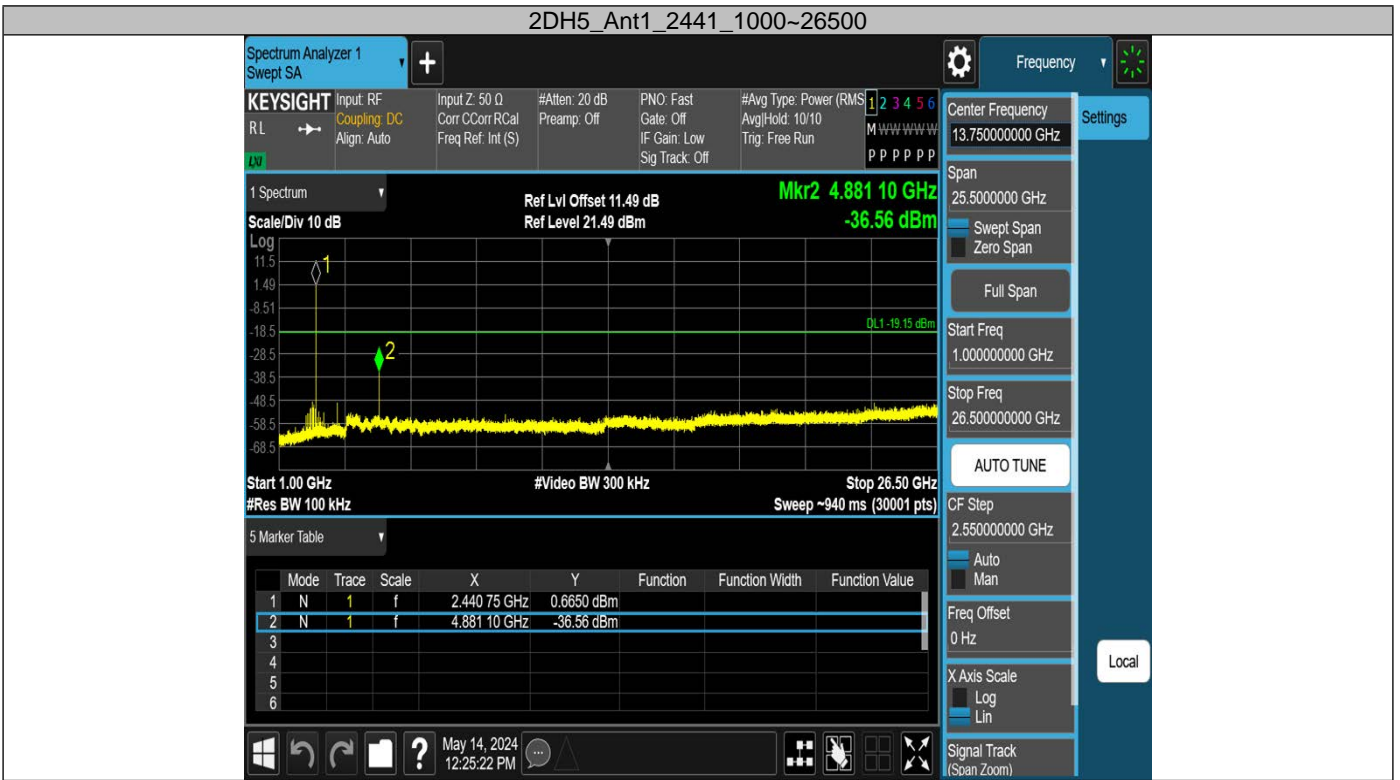 2DH5_Ant1_2441_1000~26500
Spectrum Analyzer 1
Swept SA
+
Frequency
KEYSIGHT
RL
LXI
Input: RF
Coupling: DC
Align: Auto
Input Z: 50 Ω
Corr CCorr RCal
Freq Ref: Int (S)
#Atten: 20 dB
Preamp: Off
PNO: Fast
Gate: Off
IF Gain: Low
Sig Track: Off
#Avg Type: Power (RMS
Avg|Hold: 10/10
Trig: Free Run
1 2 3 4 5 6
M W W W W W
P P P P P P
1 Spectrum
Scale/Div 10 dB
Ref Lvl Offset 11.49 dB
Ref Level 21.49 dBm
Mkr2 4.881 10 GHz
-36.56 dBm
Log
11.5
1.49
-8.51
-18.5
-28.5
-38.5
-48.5
-58.5
-68.5
1
2
DL1 -19.15 dBm
Start 1.00 GHz
#Res BW 100 kHz
#Video BW 300 kHz
Stop 26.50 GHz
Sweep ~940 ms (30001 pts)
5 Marker Table
Mode Trace Scale X Y Function Function Width Function Value
1 N 1 f 2.440 75 GHz 0.6650 dBm
2 N 1 f 4.881 10 GHz -36.56 dBm
3
4
5
6
?
May 14, 2024
12:25:22 PM
Center Frequency
13.750000000 GHz
Settings
Span
25.5000000 GHz
Swept Span
Zero Span
Full Span
Start Freq
1.000000000 GHz
Stop Freq
26.500000000 GHz
AUTO TUNE
CF Step
2.550000000 GHz
Auto
Man
Freq Offset
0 Hz
Local
X Axis Scale
Log
Lin
Signal Track
(Span Zoom)